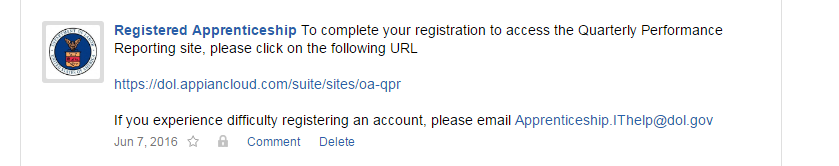 Registered Apprenticeship To complete your registration to access the Quarterly Performance
Reporting site, please click on the following URL
https://dol.appiancloud.com/suite/sites/oa-qpr
If you experience difficulty registering an account, please email Apprenticeship.IThelp@dol.gov
Jun 7, 2016 Comment Delete